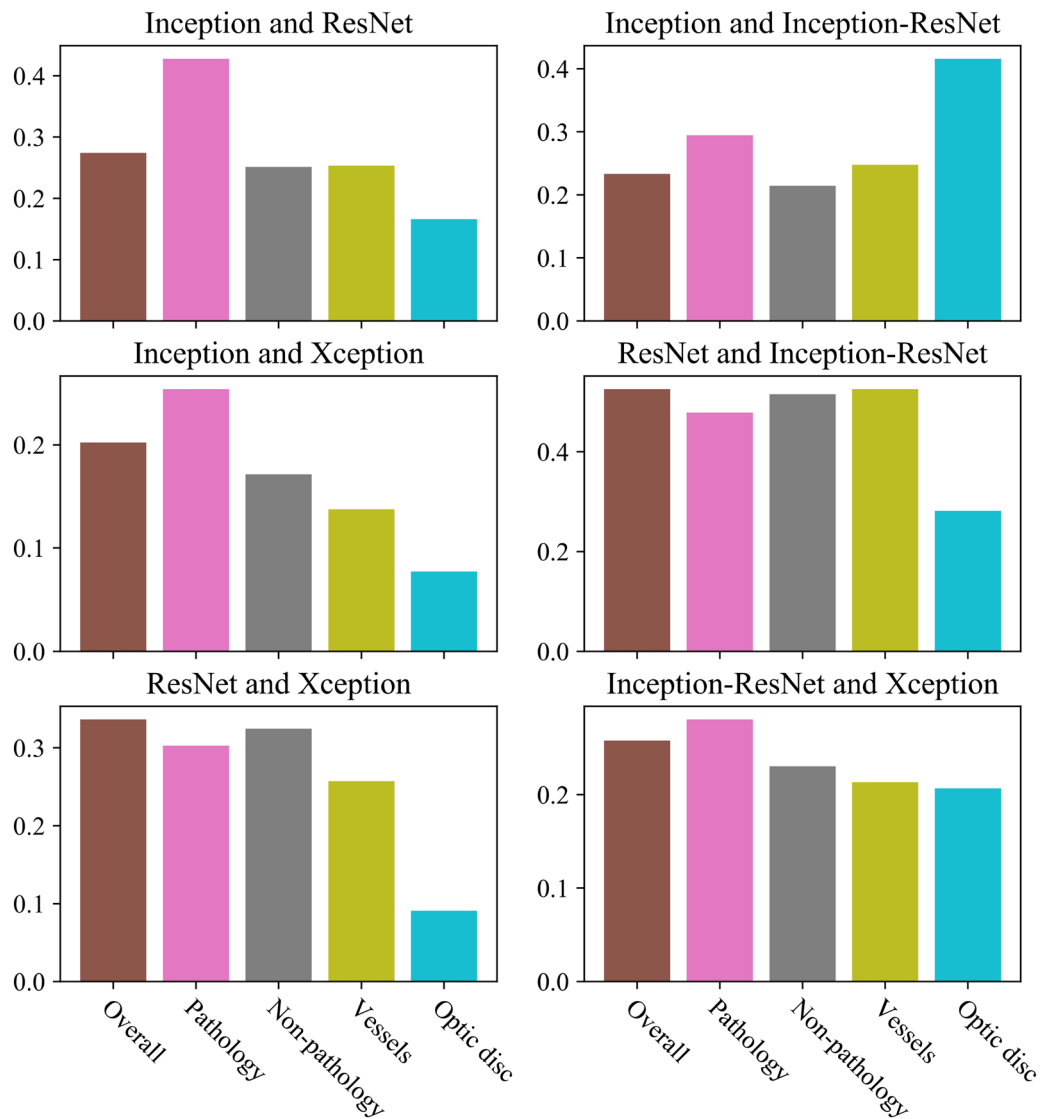 Inception and ResNet
0.4
0.3
0.2
0.1
0.0
Inception and Inception-ResNet
0.4
0.3
0.2
0.1
0.0
Inception and Xception
0.2
0.1
0.0
ResNet and Inception-ResNet
0.4
0.2
0.0
ResNet and Xception
0.3
0.2
0.1
0.0
Overall
Pathology
Non-pathology
Vessels
Optic disc
Inception-ResNet and Xception
0.2
0.1
0.0
Overall
Pathology
Non-pathology
Vessels
Optic disc